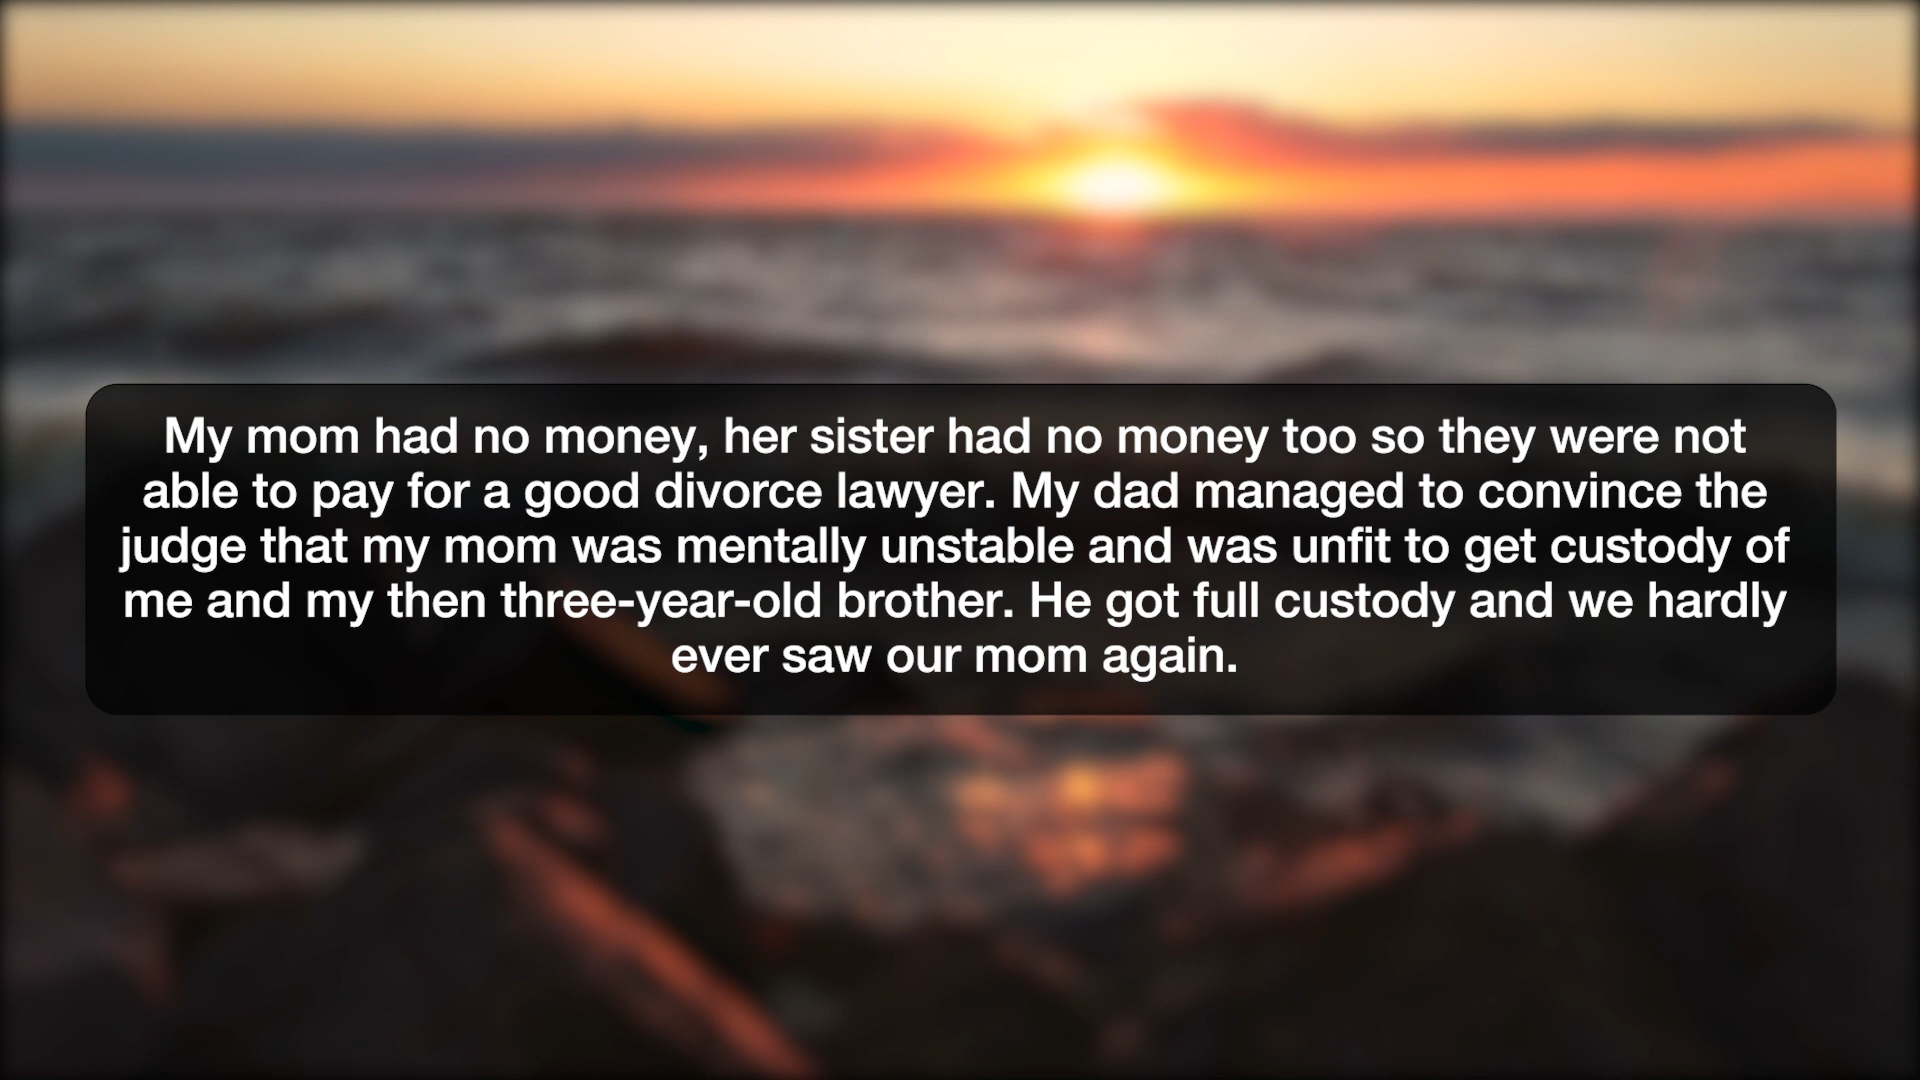 My mom had no money, her sister had no money too so they were not
able to pay for a good divorce lawyer. My dad managed to convince the
judge that my mom was mentally unstable and was unfit to get custody of
me and my then three-year-old brother. He got full custody and we hardly
ever saw our mom again.